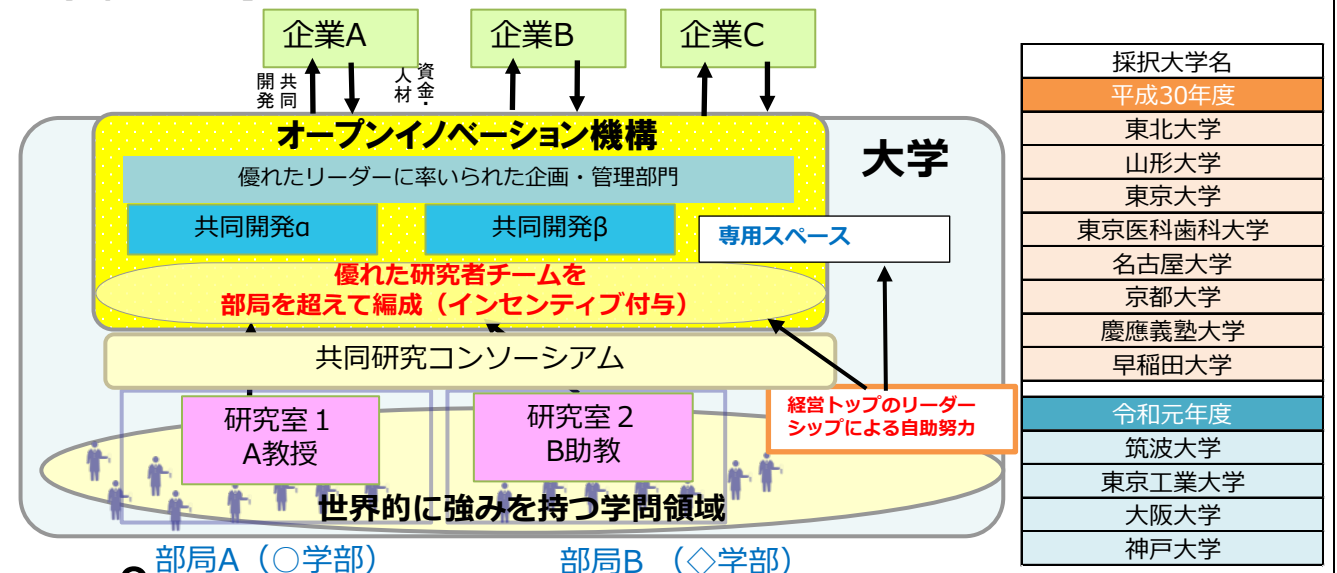 企業A
企業B
企業C
共同
開発
資金・
人材
オープンイノベーション機構
大学
優れたリーダーに率いられた企画・管理部門
共同開発α
共同開発β
専用スペース
優れた研究者チームを
部局を超えて編成（インセンティブ付与）
共同研究コンソーシアム
経営トップのリーダー
シップによる自助努力
研究室１
A教授
研究室２
B助教
世界的に強みを持つ学問領域
部局A（○学部）
部局B （◇学部）
採択大学名
平成30年度
東北大学
山形大学
東京大学
東京医科歯科大学
名古屋大学
京都大学
慶應義塾大学
早稲田大学
令和元年度
筑波大学
東京工業大学
大阪大学
神戸大学